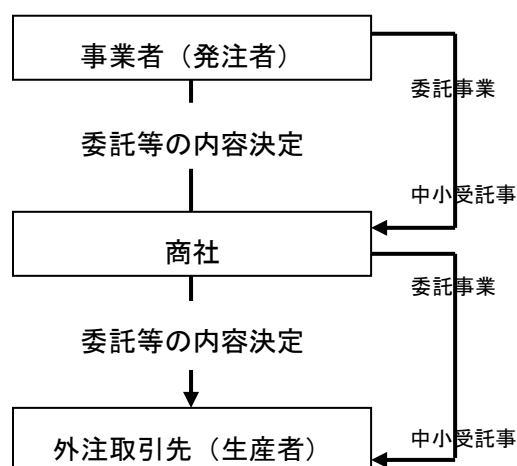 事業者（発注者）
委託事業
委託等の内容決定
中小受託事
商社
委託事業
委託等の内容決定
中小受託事
外注取引先（生産者）